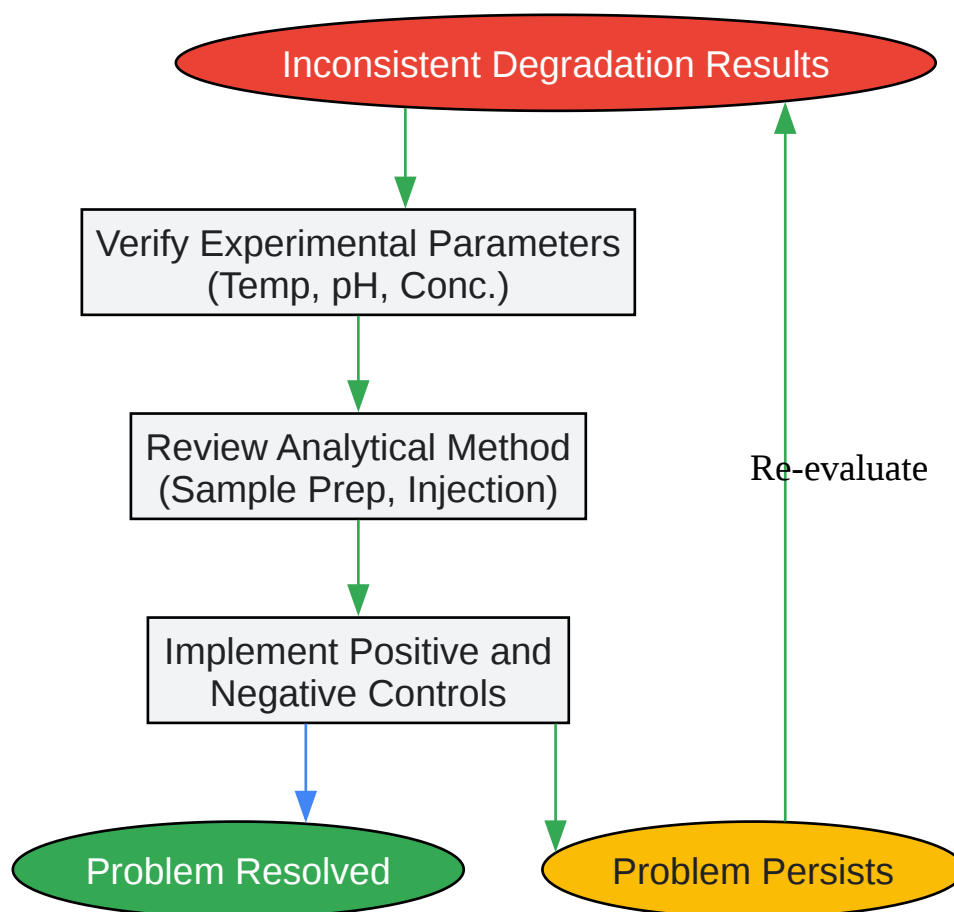 Inconsistent Degradation Results
Verify Experimental Parameters
(Temp, pH, Conc.)
Review Analytical Method
(Sample Prep, Injection)
Re-evaluate
Implement Positive and
Negative Controls
Problem Resolved
Problem Persists